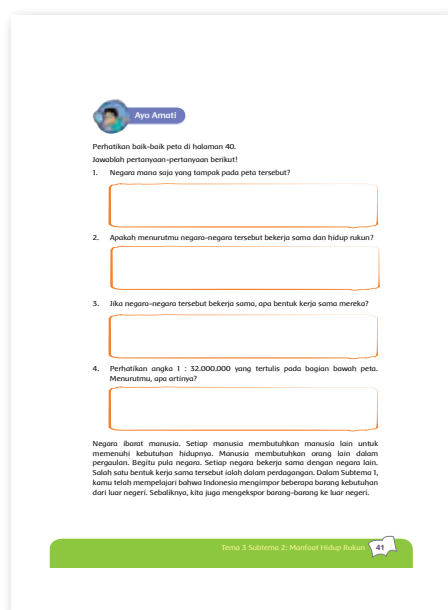 Ayo Amati
Perhatikan baik-baik peta di halaman 40.
Jawablah pertanyaan-pertanyaan berikut!
1. Negara mana saja yang tampak pada peta tersebut?
2. Apakah menurutmu negara-negara tersebut bekerja sama dan hidup rukun?
3. Jika negara-negara tersebut bekerja sama, apa bentuk kerja sama mereka?
4. Perhatikan angka 1 : 32.000.000 yang tertulis pada bagian bawah peta.
Menurutmu, apa artinya?
Negara ibarat manusia. Setiap manusia membutuhkan manusia lain untuk
memenuhi kebutuhan hidupnya. Manusia membutuhkan orang lain dalam
pergaulan. Begitu pula negara. Setiap negara bekerja sama dengan negara lain.
Salah satu bentuk kerja sama tersebut ialah dalam perdagangan. Dalam Subtema 1,
kamu telah mempelajari bahwa Indonesia mengimpor beberapa barang kebutuhan
dari luar negeri. Sebaliknya, kita juga mengekspor barang-barang ke luar negeri.
Tema 3 Subtema 2: Manfaat Hidup Rukun 41